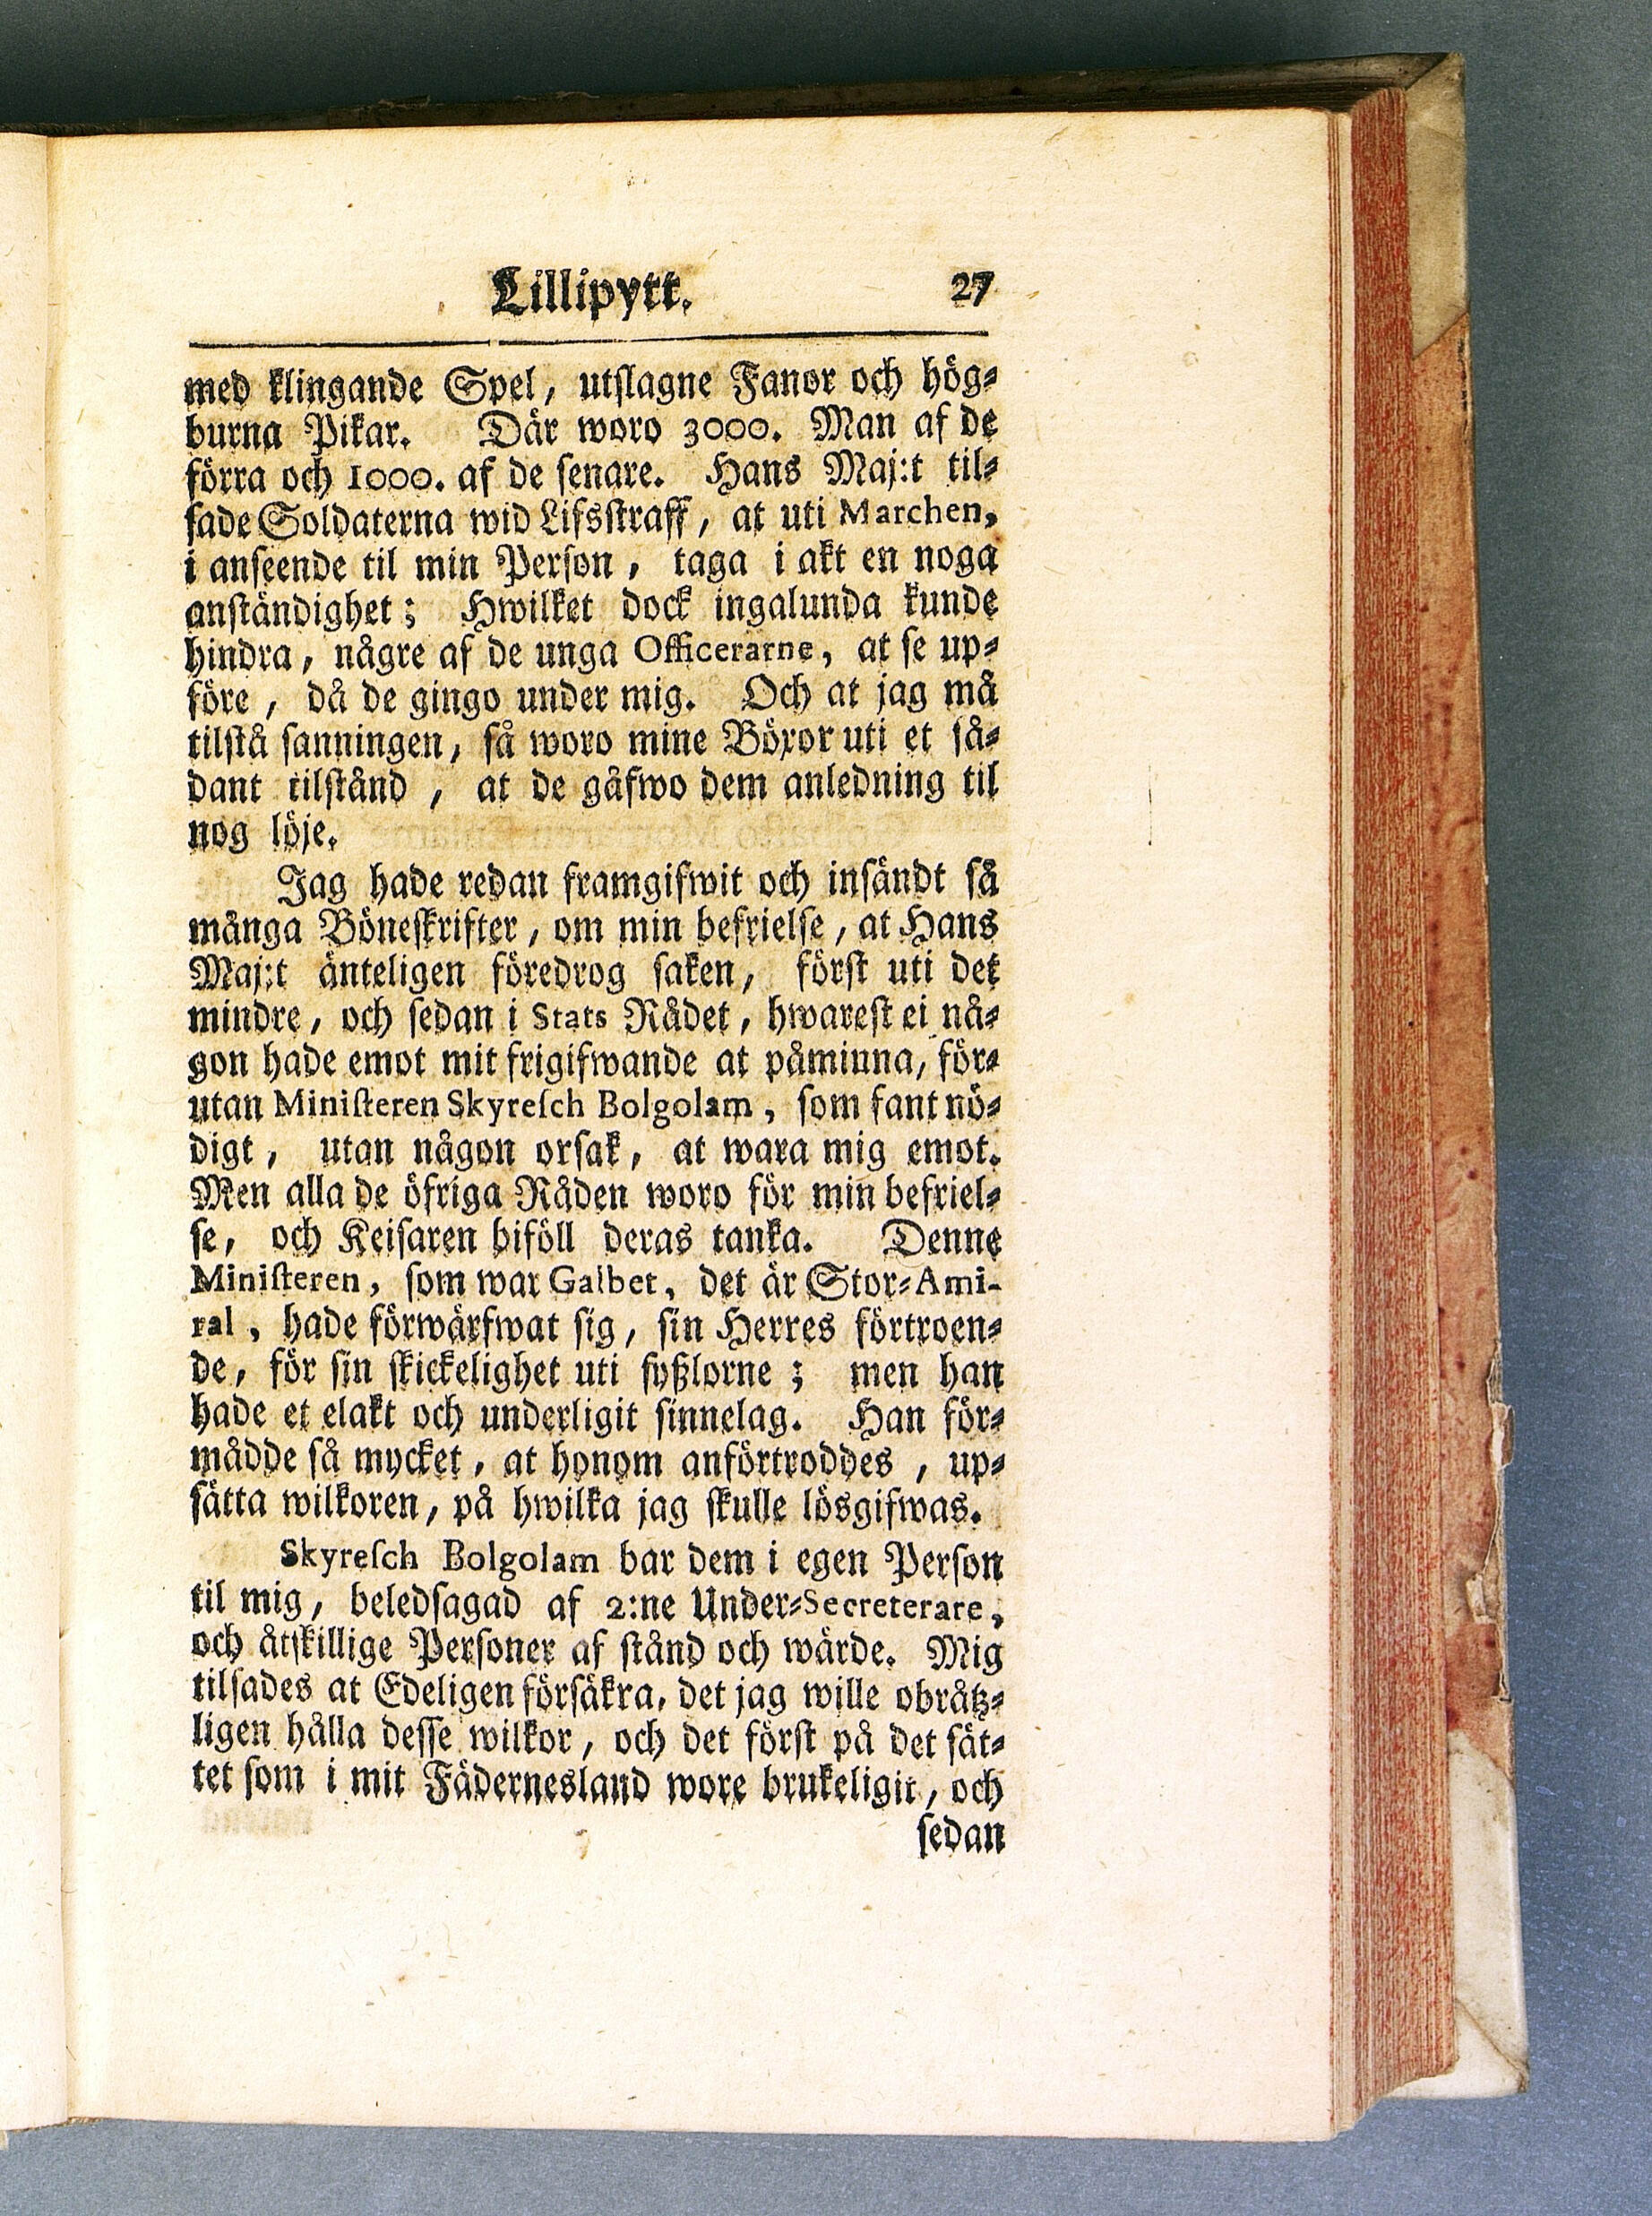 Lillipytt. 27
med klingande Spel, utslagne Fanor och hög⸗
burna Pikar. Där woro 3000. Man af de
förra och 1000. af de senare. Hans Maj:t til⸗
sade Soldaterna wid Lifsstraff, at uti Marchen,
i anseende til min Person, taga i akt en noga
anständighet; Hwilket dock ingalunda kunde
hindra, någre af de unga Officerarne, at se up⸗
före, då de gingo under mig. Och at jag må
tilstå sanningen, så woro mine Böxor uti et så⸗
dant tilstånd, at de gåfwo dem anledning til
nog löje.
Jag hade redan framgifwit och insändt så
många Böneskrifter, om min befrielse, at Hans
Maj:t änteligen föredrog saken, först uti det
mindre, och sedan i Stats Rådet, hwarest ei nå⸗
gon hade emot mit frigifwande at påminna, för⸗
utan Ministeren Skyresch Bolgolam, som fant nö⸗
digt, utan någon orsak, at wara mig emot.
Men alla de öfriga Råden woro för min befriel⸗
se, och Keisaren biföll deras tanka. Denne
Ministeren, som war Galbet, det är Stor⸗Ami-
ral, hade förwärfwat sig, sin Herres förtroen⸗
de, för sin skickelighet uti syßlorne; men han
hade et elakt och underligit sinnelag. Han för⸗
mådde så mycket, at honom anförtroddes, up⸗
sätta wilkoren, på hwilka jag skulle lösgifwas.
Skyresch Bolgolam bar dem i egen Person
til mig, beledsagad af 2:ne Under⸗Secreterare,
och åtskillige Personer af stånd och wärde. Mig
tilsades at Edeligen försäkra, det jag wille obråtz⸗
ligen hålla desse wilkor, och det först på det sät⸗
tet som i mit Fädernesland wore brukeligit, och
sedan